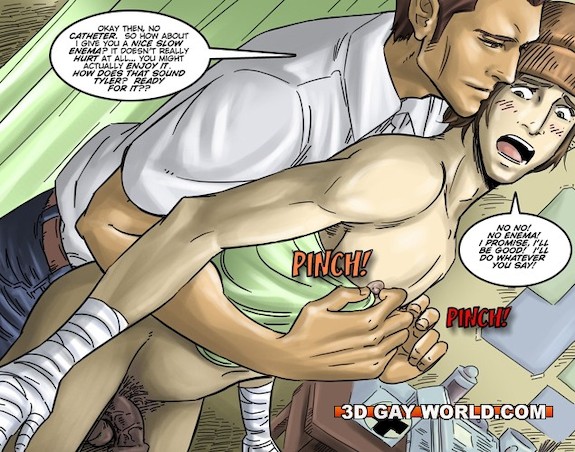 OKAY THEN, NO
CATHETER. SO HOW ABOUT
I GIVE YOU A NICE SLOW
ENEMA? IT DOESN'T REALLY
HURT AT ALL... YOU MIGHT
ACTUALLY ENJOY IT.
HOW DOES THAT SOUND
TYLER? READY
FOR IT??
NO NO!
NO ENEMA!
I PROMISE, I'LL
BE GOOD! I'LL
DO WHATEVER
YOU SAY!
PINCH!
PINCH!
3D GAY WORLD.COM